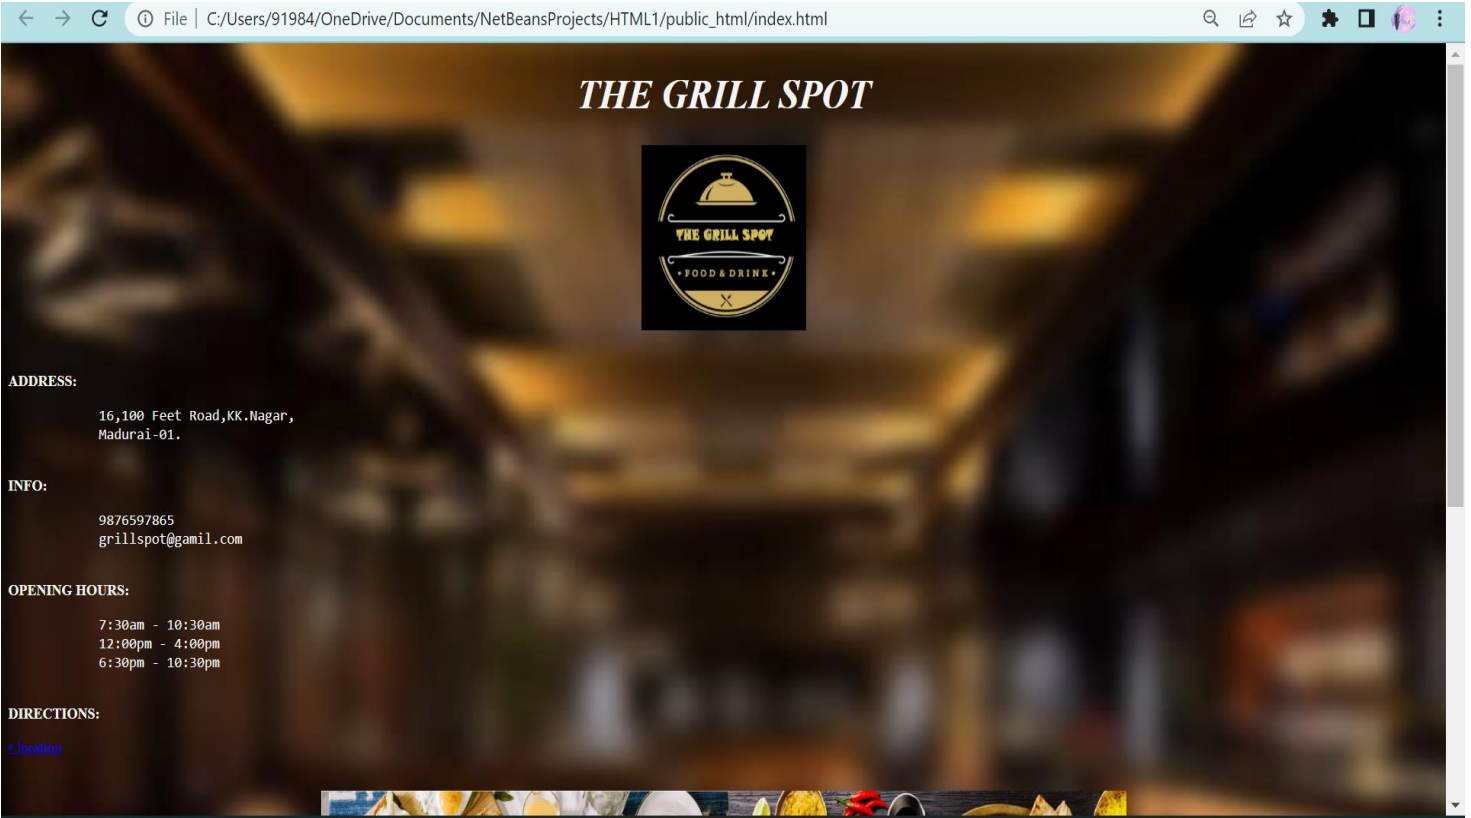 File | C:/Users/91984/OneDrive/Documents/NetBeansProjects/HTML1/public_html/index.html
THE GRILL SPOT
THE GRILL SPOT
• FOOD & DRINK •
ADDRESS:
16,100 Feet Road,KK.Nagar,
Madurai-01.
INFO:
9876597865
grillspot@gamil.com
OPENING HOURS:
7:30am - 10:30am
12:00pm - 4:00pm
6:30pm - 10:30pm
DIRECTIONS:
location